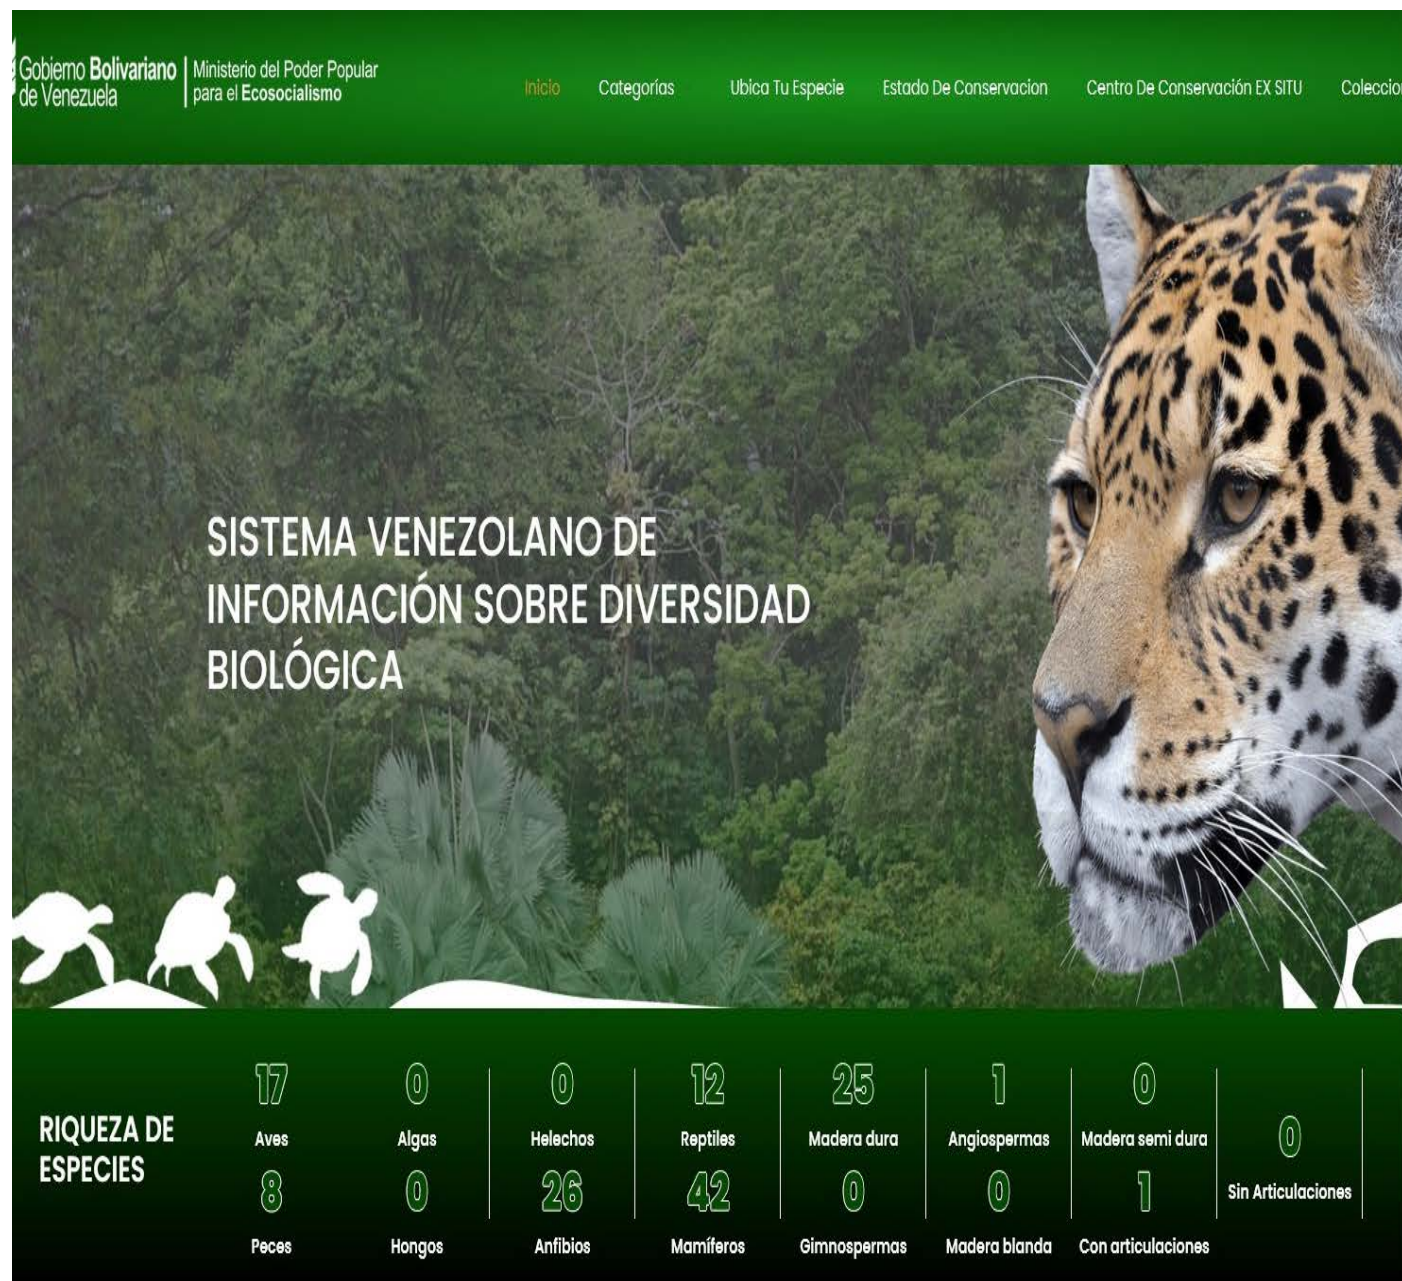 Gobierno Bolivariano
de Venezuela
Ministerio del Poder Popular
para el Ecosocialismo
Inicio
Categorías
Ubica Tu Especie
Estado De Conservacion
Centro De Conservación EX SITU
Coleccion
SISTEMA VENEZOLANO DE
INFORMACIÓN SOBRE DIVERSIDAD
BIOLÓGICA
RIQUEZA DE
ESPECIES
17
Aves
8
Peces
0
Algas
0
Hongos
0
Helechos
26
Anfibios
12
Reptiles
42
Mamíferos
25
Madera dura
0
Gimnospermas
1
Angiospermas
0
Madera blanda
0
Madera semi dura
1
Con articulaciones
0
Sin Articulaciones